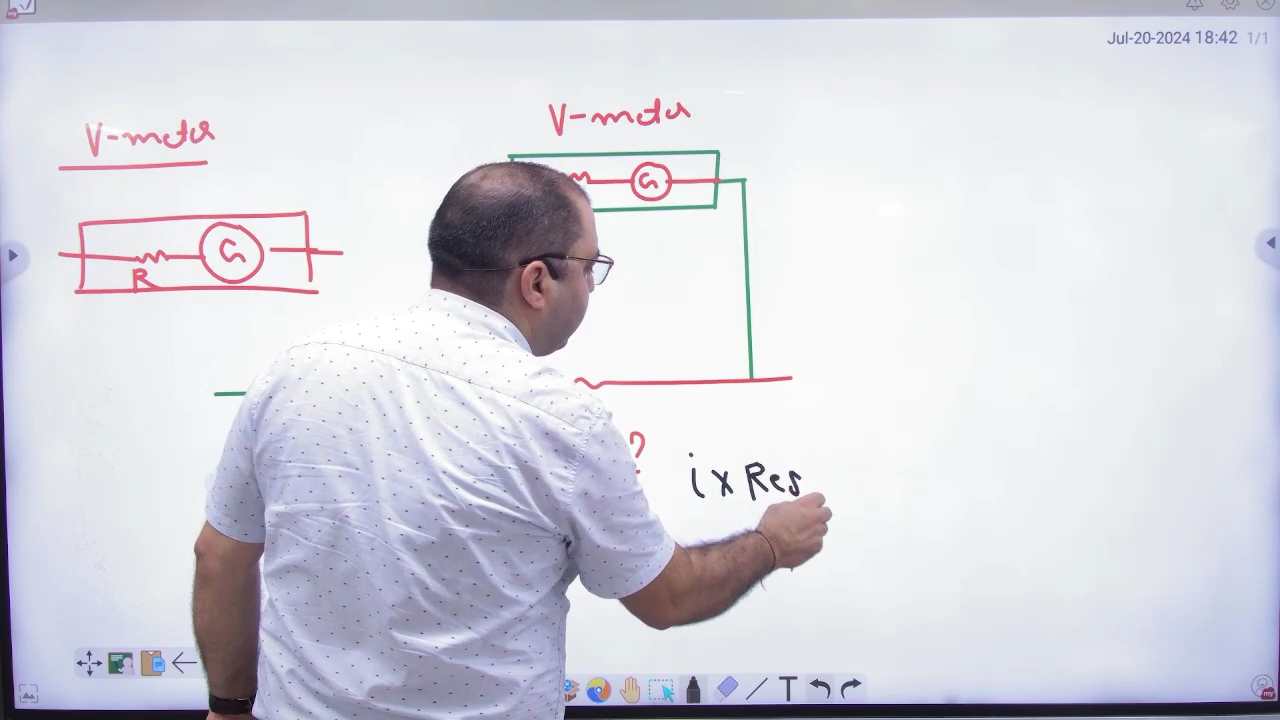 Jul-20-2024 18:42 1/1
V-meter
V-meter
G
G
R
?
i x Res
T